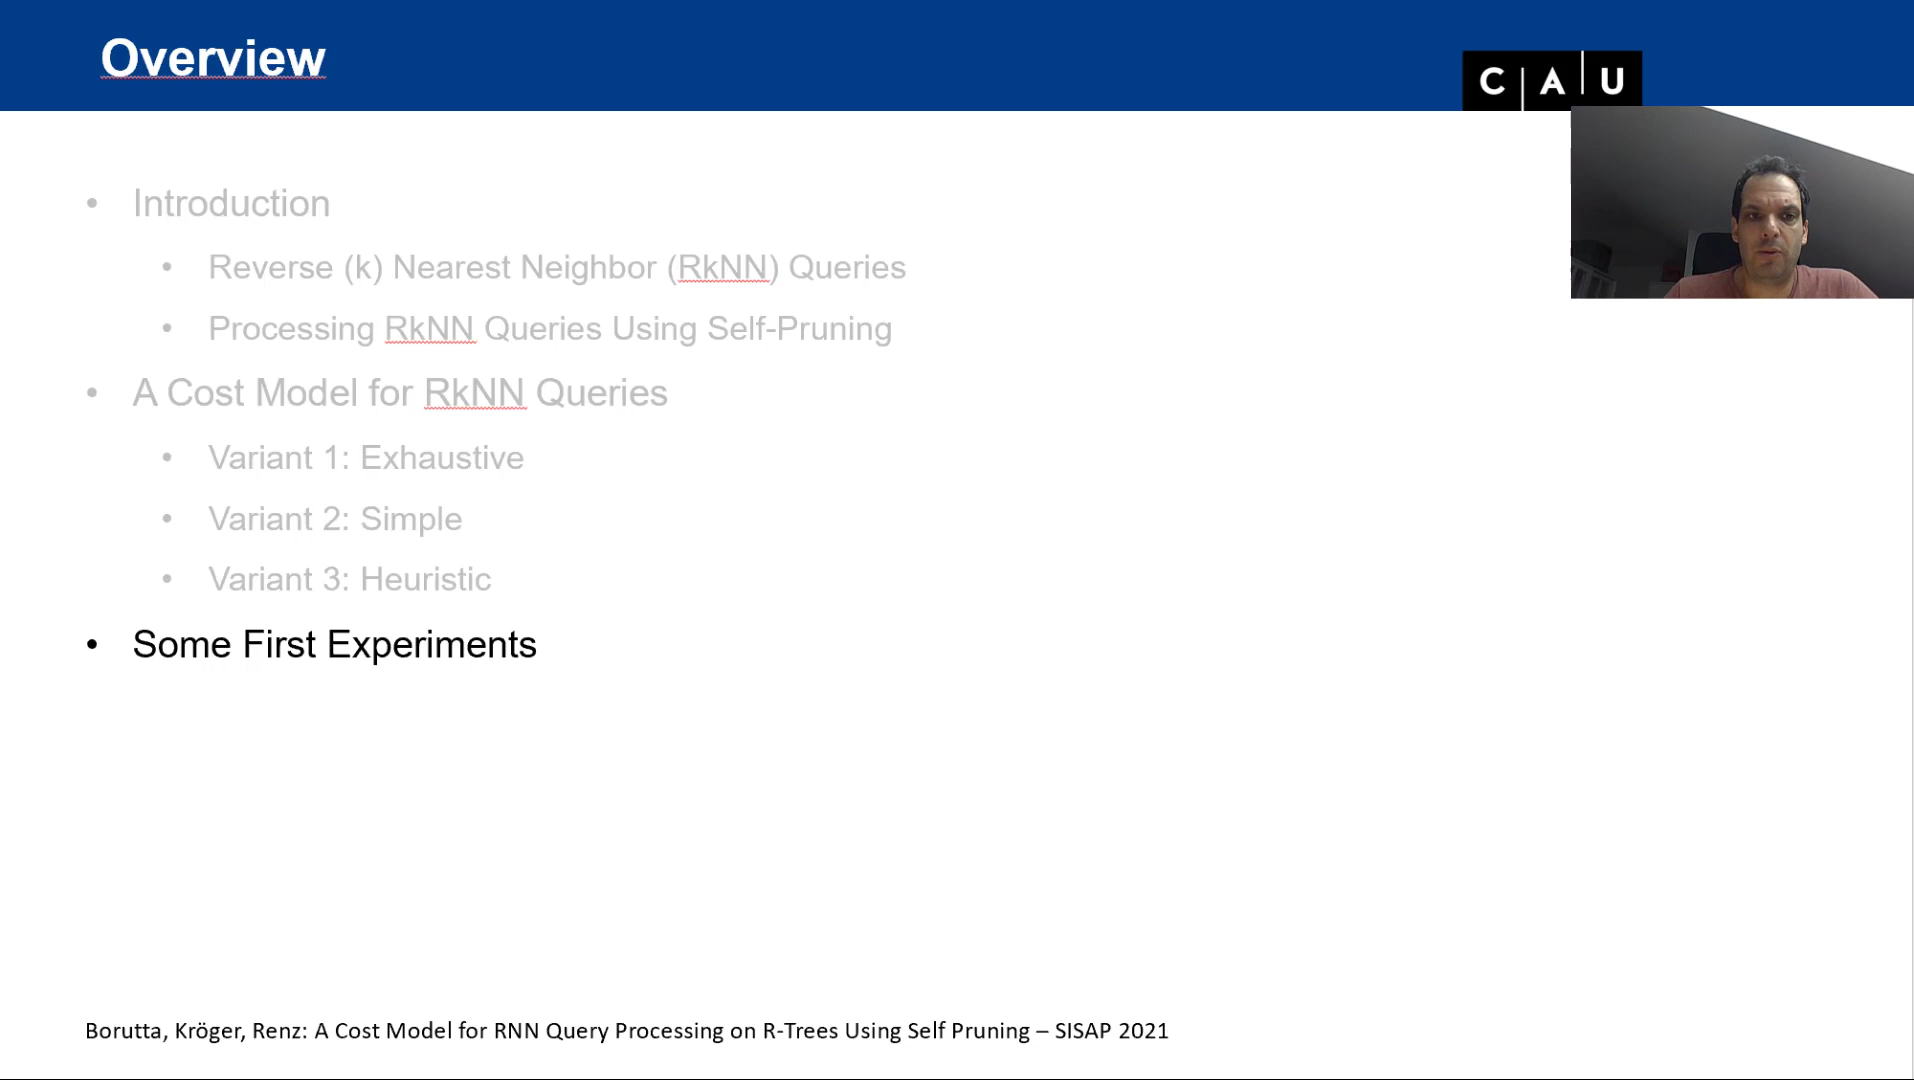 Overview
C A U
• Introduction
• Reverse (k) Nearest Neighbor (RkNN) Queries
• Processing RkNN Queries Using Self-Pruning
• A Cost Model for RkNN Queries
• Variant 1: Exhaustive
• Variant 2: Simple
• Variant 3: Heuristic
• Some First Experiments
Borutta, Kröger, Renz: A Cost Model for RNN Query Processing on R-Trees Using Self Pruning – SISAP 2021